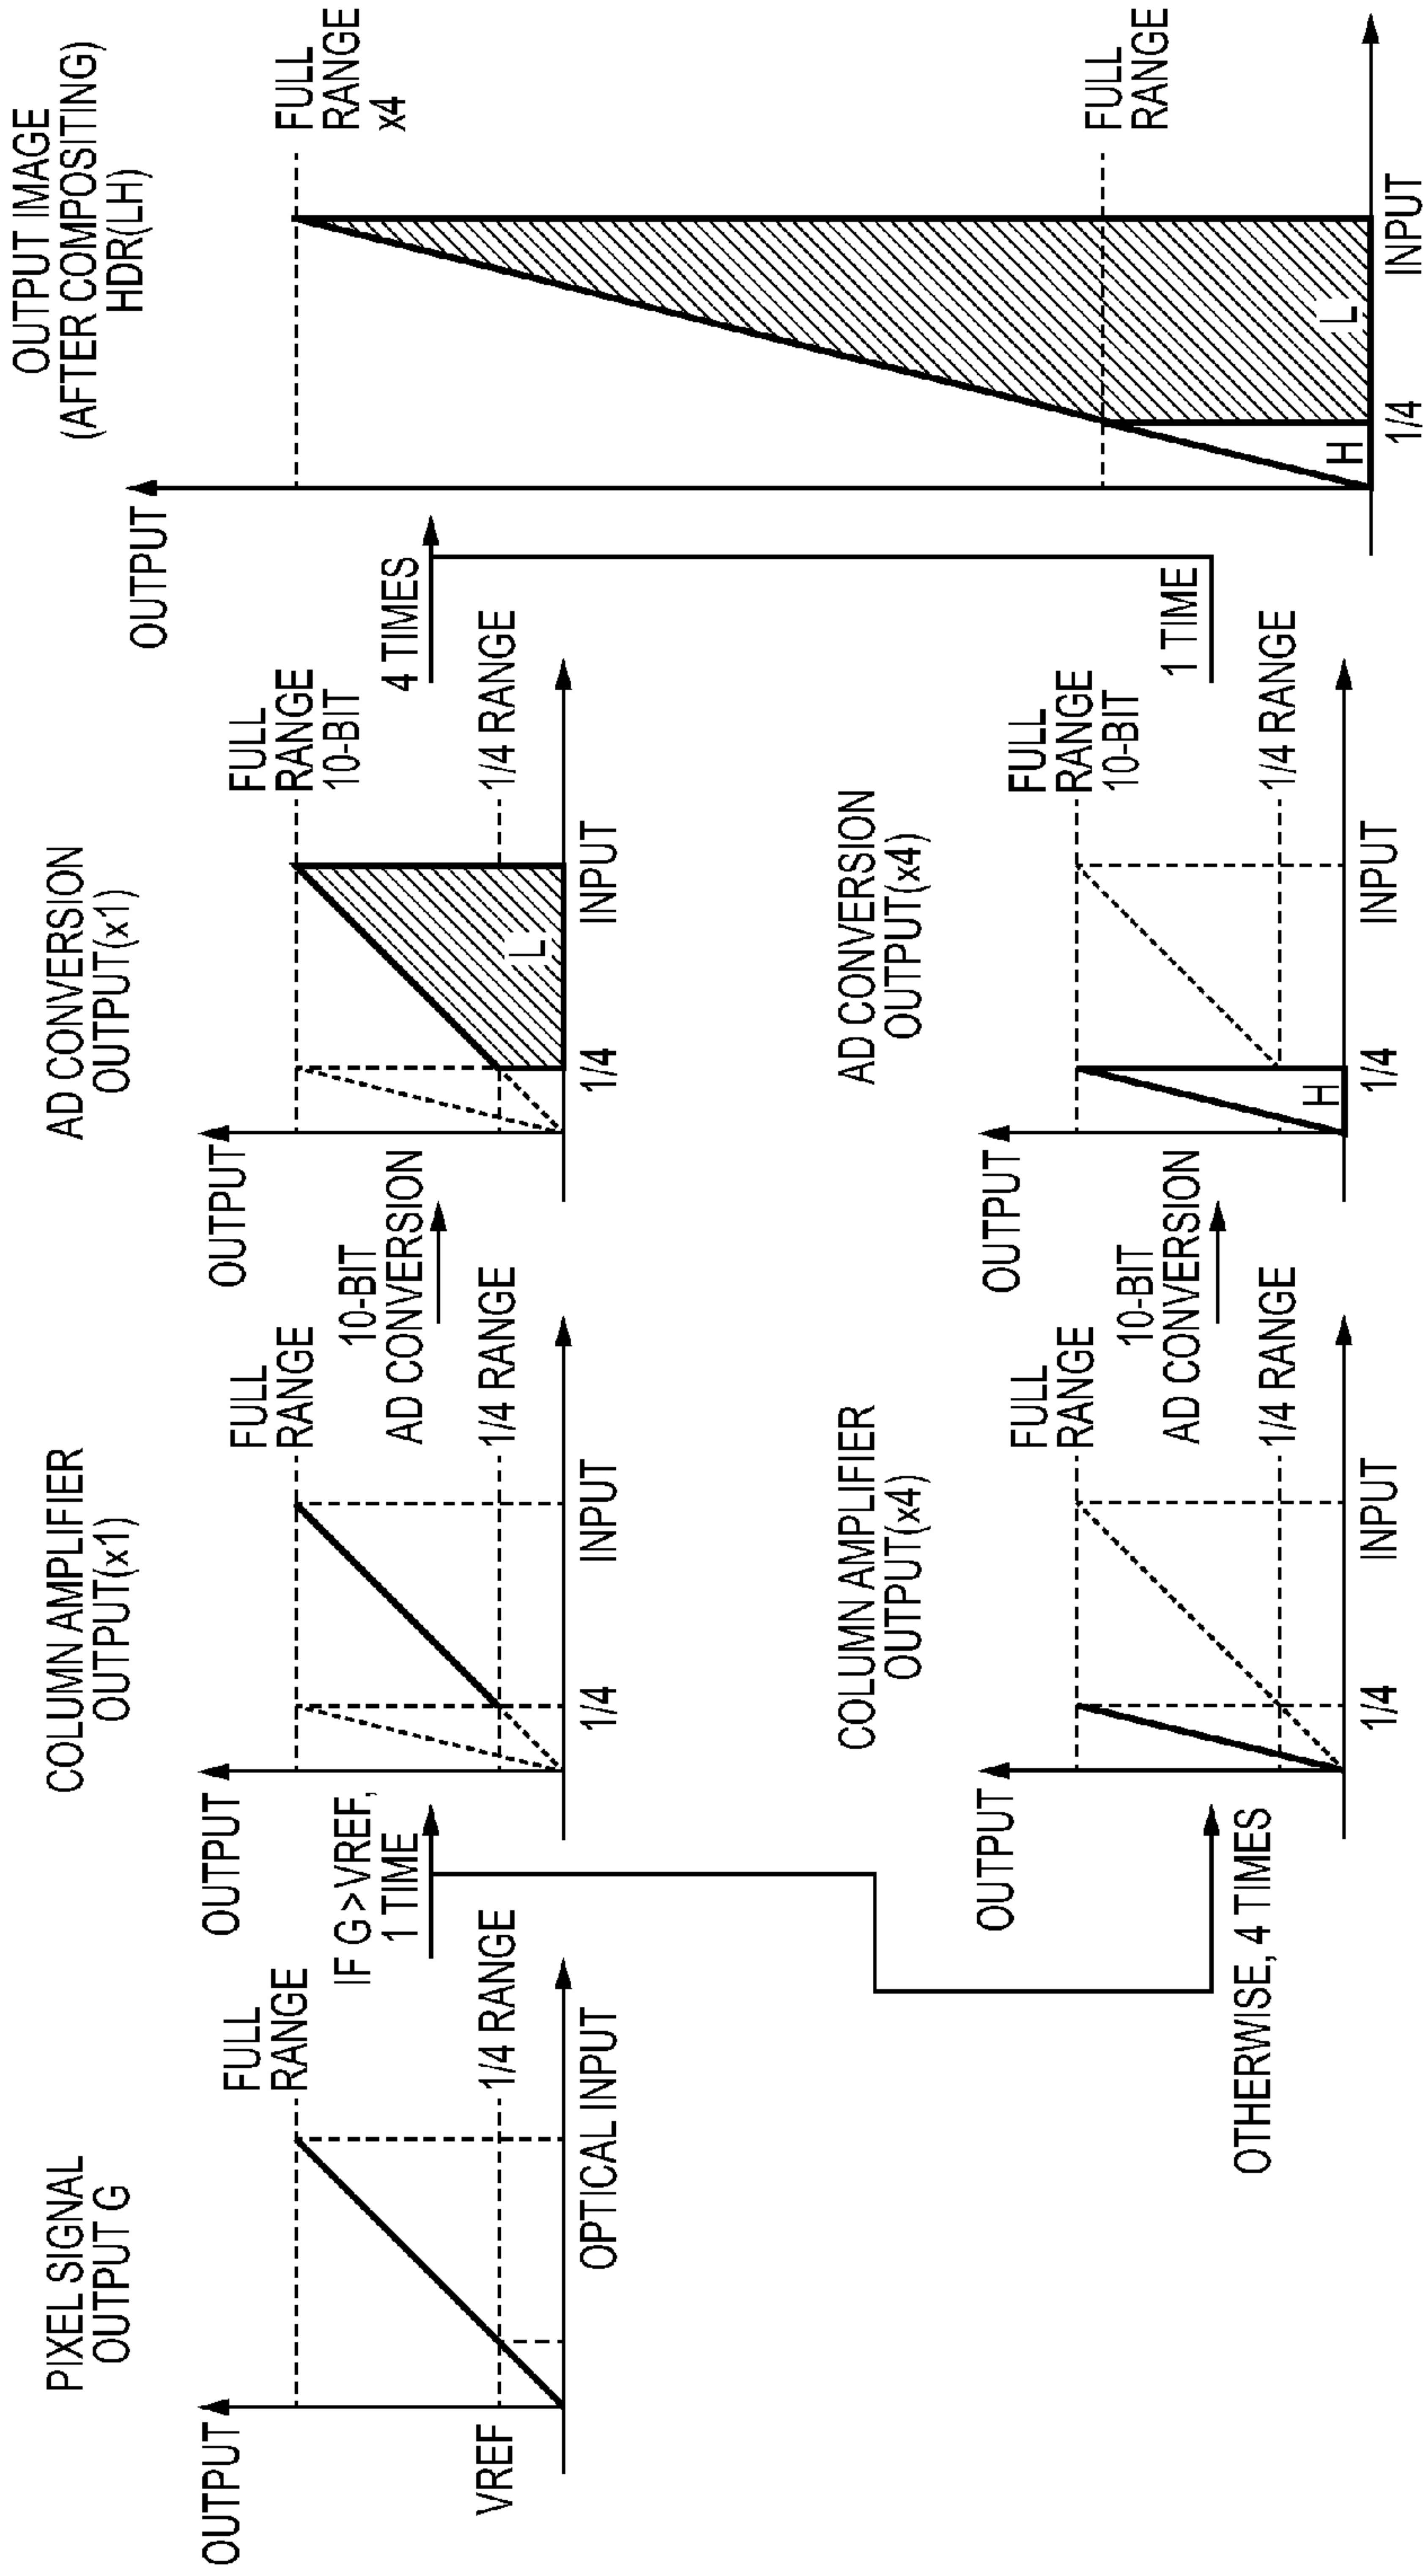 PIXEL SIGNAL
OUTPUT G
OUTPUT
FULL
RANGE
1/4 RANGE
VREF
OPTICAL INPUT
IF G > VREF,
1 TIME
OTHERWISE, 4 TIMES
COLUMN AMPLIFIER
OUTPUT(x1)
OUTPUT
FULL
RANGE
1/4 RANGE
1/4
INPUT
10-BIT
AD CONVERSION
COLUMN AMPLIFIER
OUTPUT(x4)
OUTPUT
FULL
RANGE
1/4 RANGE
1/4
INPUT
10-BIT
AD CONVERSION
AD CONVERSION
OUTPUT(x1)
OUTPUT
FULL
RANGE
10-BIT
1/4 RANGE
L
1/4
INPUT
4 TIMES
AD CONVERSION
OUTPUT(x4)
OUTPUT
FULL
RANGE
10-BIT
1/4 RANGE
H
1/4
INPUT
1 TIME
OUTPUT IMAGE
(AFTER COMPOSITING)
HDR(LH)
OUTPUT
FULL
RANGE
x4
FULL
RANGE
H
L
1/4
INPUT